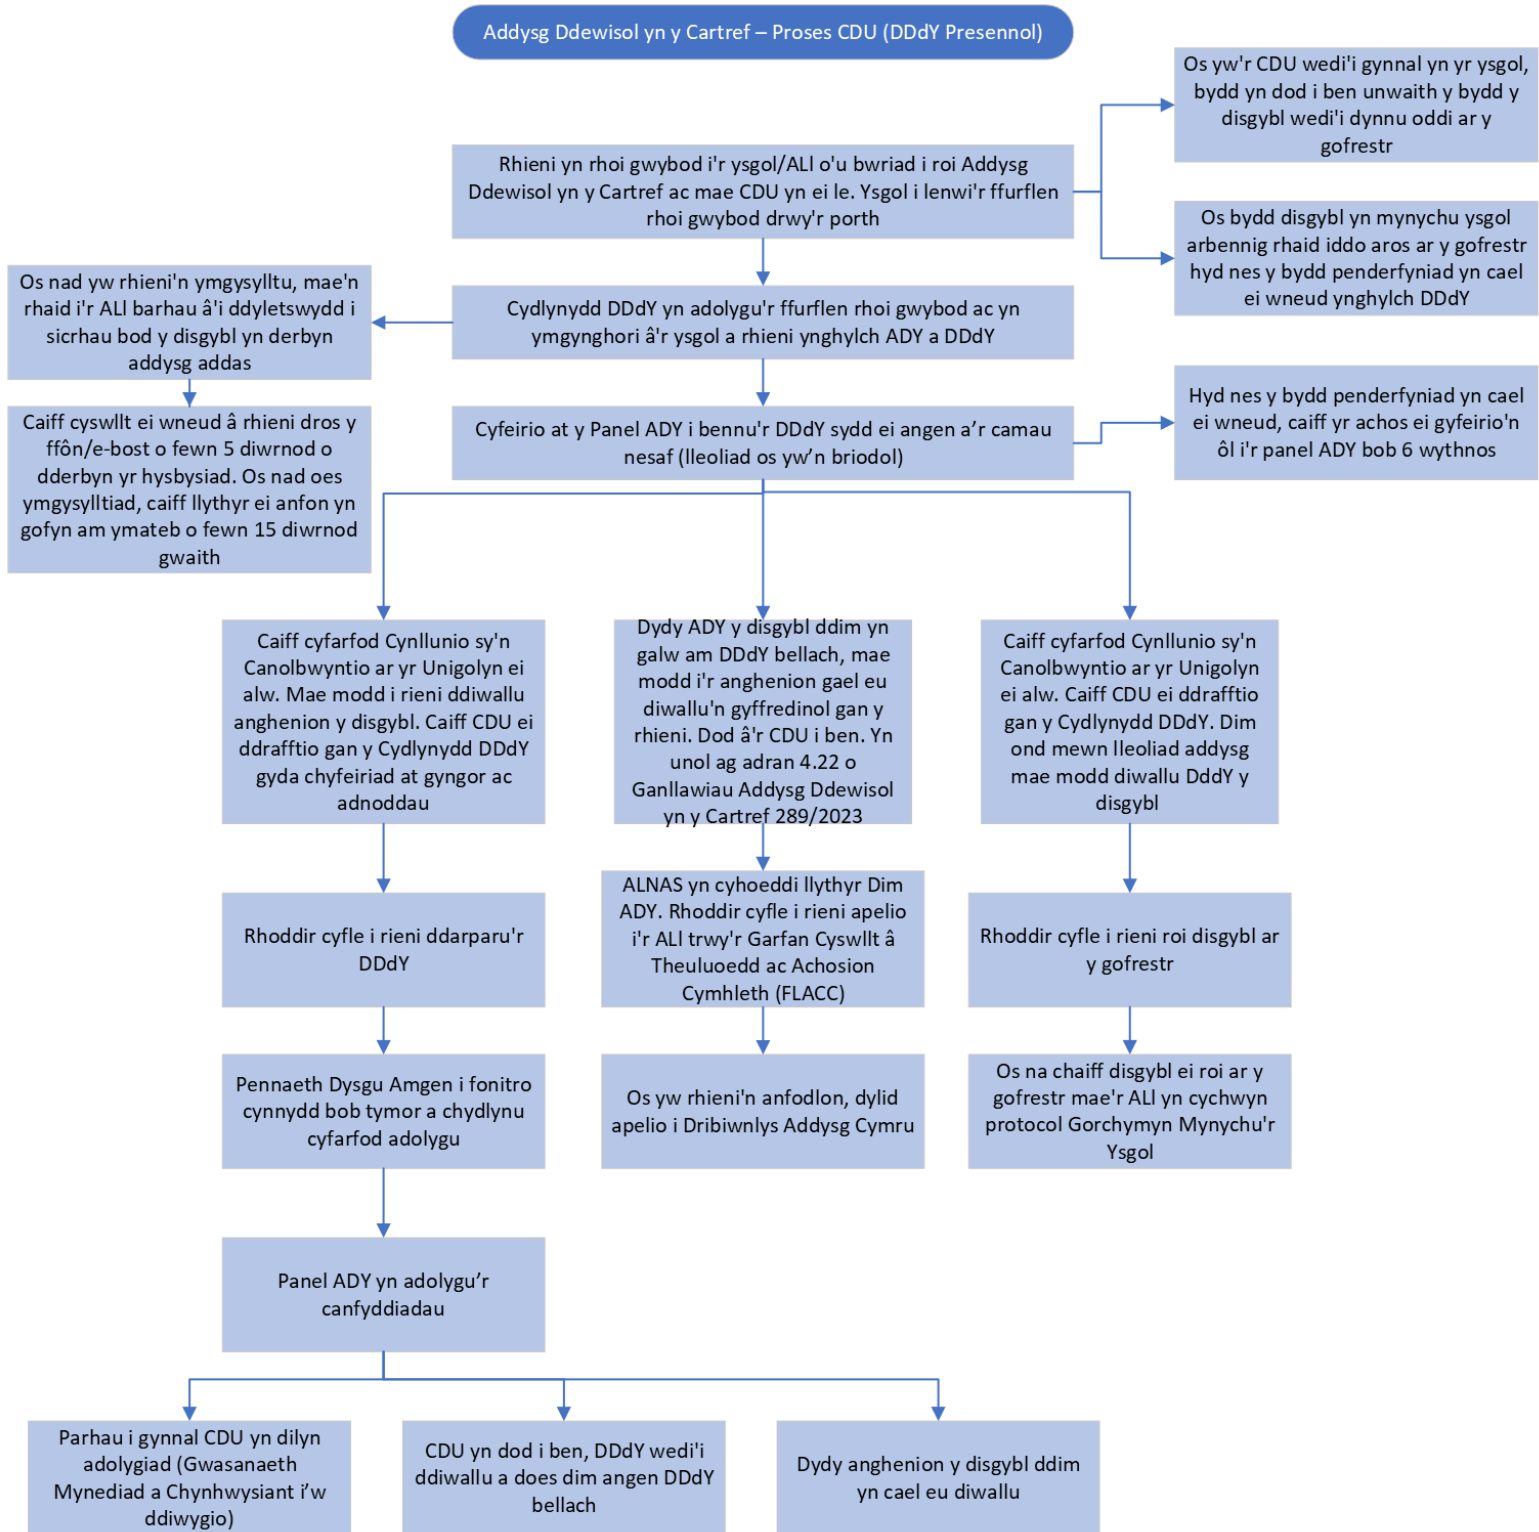 Addysg Ddewisol yn y Cartref – Proses CDU (DDdY Presennol)
Os yw'r CDU wedi'i gynnal yn yr ysgol,
bydd yn dod i ben unwaith y bydd y
disgybl wedi'i dynnu oddi ar y
gofrestr
Rhieni yn rhoi gwybod i'r ysgol/ALl o'u bwriad i roi Addysg
Ddewisol yn y Cartref ac mae CDU yn ei le. Ysgol i lenwi'r ffurflen
rhoi gwybod drwy'r porth
Os bydd disgybl yn mynychu ysgol
arbennig rhaid iddo aros ar y gofrestr
hyd nes y bydd penderfyniad yn cael
ei wneud ynghylch DDdY
Os nad yw rhieni'n ymgysylltu, mae'n
rhaid i'r ALl barhau â'i ddyletswydd i
sicrhau bod y disgybl yn derbyn
addysg addas
Cydlynydd DDdY yn adolygu'r ffurflen rhoi gwybod ac yn
ymgynghori â'r ysgol a rhieni ynghylch ADY a DDdY
Caiff cyswllt ei wneud â rhieni dros y
ffôn/e-bost o fewn 5 diwrnod o
dderbyn yr hysbysiad. Os nad oes
ymgysylltiad, caiff llythyr ei anfon yn
gofyn am ymateb o fewn 15 diwrnod
gwaith
Cyfeirio at y Panel ADY i bennu'r DDdY sydd ei angen a’r camau
nesaf (lleoliad os yw’n briodol)
Hyd nes y bydd penderfyniad yn cael
ei wneud, caiff yr achos ei gyfeirio'n
ôl i'r panel ADY bob 6 wythnos
Caiff cyfarfod Cynllunio sy'n
Canolbwyntio ar yr Unigolyn ei
alw. Mae modd i rieni ddiwallu
anghenion y disgybl. Caiff CDU ei
ddrafftio gan y Cydlynydd DDdY
gyda chyfeiriad at gyngor ac
adnoddau
Dydy ADY y disgybl ddim yn
galw am DDdY bellach, mae
modd i'r anghenion gael eu
diwallu'n gyffredinol gan y
rhieni. Dod â'r CDU i ben. Yn
unol ag adran 4.22 o
Ganllawiau Addysg Ddewisol
yn y Cartref 289/2023
Caiff cyfarfod Cynllunio sy'n
Canolbwyntio ar yr Unigolyn
ei alw. Caiff CDU ei ddrafftio
gan y Cydlynydd DDdY. Dim
ond mewn lleoliad addysg
mae modd diwallu DddY y
disgybl
Rhoddir cyfle i rieni ddarparu'r
DDdY
ALNAS yn cyhoeddi llythyr Dim
ADY. Rhoddir cyfle i rieni apelio
i'r ALl trwy'r Garfan Cyswllt â
Theuluoedd ac Achosion
Cymhleth (FLACC)
Rhoddir cyfle i rieni roi disgybl ar
y gofrestr
Pennaeth Dysgu Amgen i fonitro
cynnydd bob tymor a chydlynu
cyfarfod adolygu
Os yw rhieni'n anfodlon, dylid
apelio i Dribiwnlys Addysg Cymru
Os na chaiff disgybl ei roi ar y
gofrestr mae'r ALl yn cychwyn
protocol Gorchymyn Mynychu'r
Ysgol
Panel ADY yn adolygu’r
canfyddiadau
Parhau i gynnal CDU yn dilyn
adolygiad (Gwasanaeth
Mynediad a Chynhwysiant i’w
ddiwygio)
CDU yn dod i ben, DDdY wedi'i
ddiwallu a does dim angen DDdY
bellach
Dydy anghenion y disgybl ddim
yn cael eu diwallu